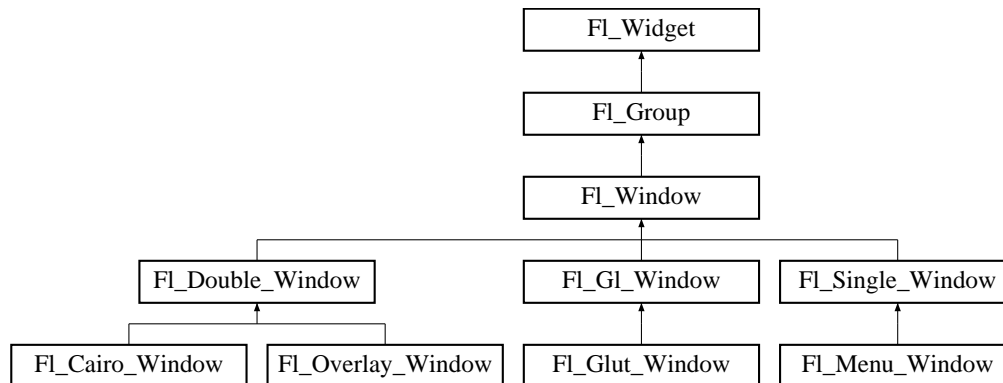 Fl_Widget
Fl_Group
Fl_Window
Fl_Double_Window
Fl_Gl_Window
Fl_Single_Window
Fl_Cairo_Window
Fl_Overlay_Window
Fl_Glut_Window
Fl_Menu_Window